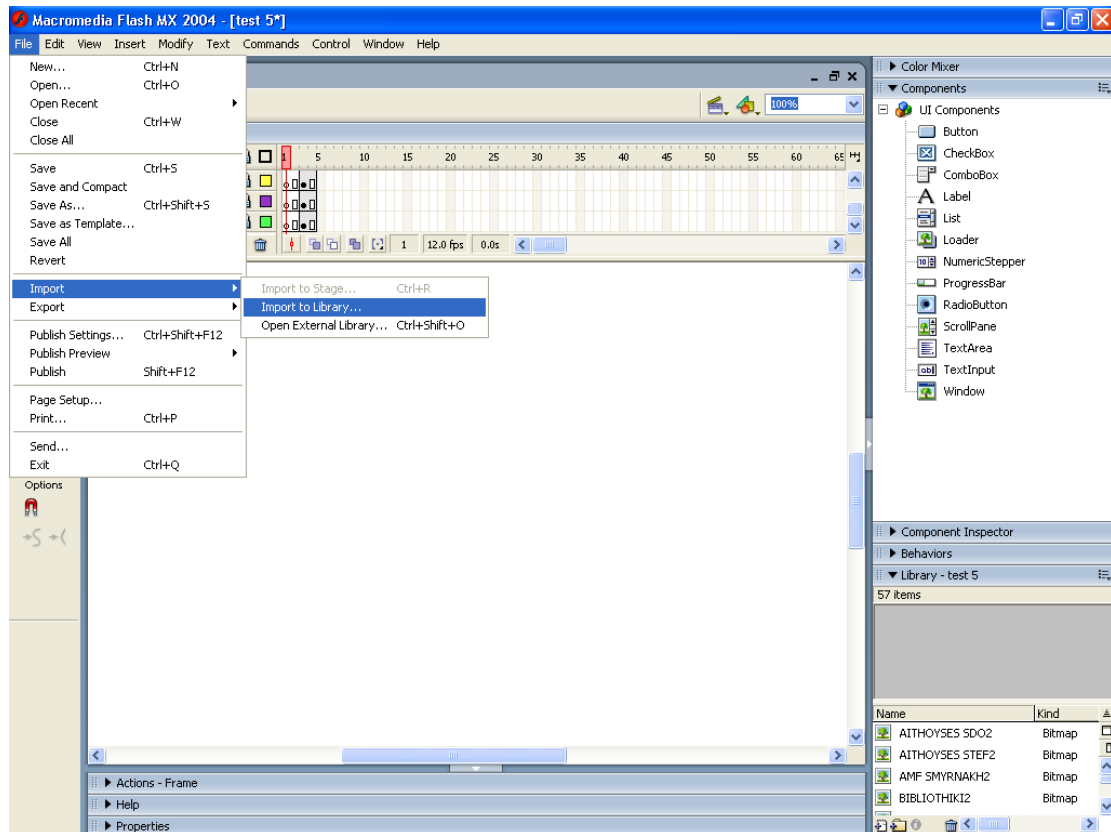 Macromedia Flash MX 2004 - [test 5*]
File Edit View Insert Modify Text Commands Control Window Help
New... Ctrl+N
Open... Ctrl+O
Open Recent
Close Ctrl+W
Close All
Save Ctrl+S
Save and Compact
Save As... Ctrl+Shift+S
Save as Template...
Save All
Revert
Import
Export
Publish Settings... Ctrl+Shift+F12
Publish Preview
Publish Shift+F12
Page Setup...
Print... Ctrl+P
Send...
Exit Ctrl+Q
Import to Stage... Ctrl+R
Import to Library...
Open External Library... Ctrl+Shift+O
100%
1 5 10 15 20 25 30 35 40 45 50 55 60 65
1 12.0 fps 0.0s
Options
Actions - Frame
Help
Properties
Color Mixer
Components
UI Components
Button
CheckBox
ComboBox
Label
List
Loader
NumericStepper
ProgressBar
RadioButton
ScrollPane
TextArea
TextInput
Window
Component Inspector
Behaviors
Library - test 5
57 items
Name Kind
AITHOYSES SDO2 Bitmap
AITHOYSES STEF2 Bitmap
AMF SMYRNAKH2 Bitmap
BIBLIOTHIKI2 Bitmap